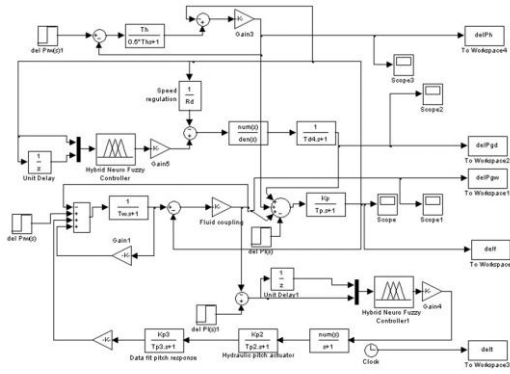 del Pw(s)1
Th
0.6*Ths+1
-K-
Gain3
delPh
To Workspace4
Scope3
Scope2
Speed
regulation
1
Rd
num(s)
den(s)
1
Td4.s+1
delPgd
To Workspace2
1
z
Unit Delay
Hybrid Neuro Fuzzy
Controller
-K-
Gain5
delPgw
To Workspace1
del Pw(s)
1
Tw.s+1
-K-
Fluid coupling
Kp
Tp.s+1
Scope
Scope1
-K-
Gain1
del Pl(s)
delf
To Workspace
del Pl(s)1
1
z
Unit Delay1
Hybrid Neuro Fuzzy
Controller1
-K-
Gain4
-K-
Kp3
Tp3.s+1
Data fit pitch response
Kp2
Tp2.s+1
Hydraulic pitch actuator
num(s)
s+1
Clock
delt
To Workspace3